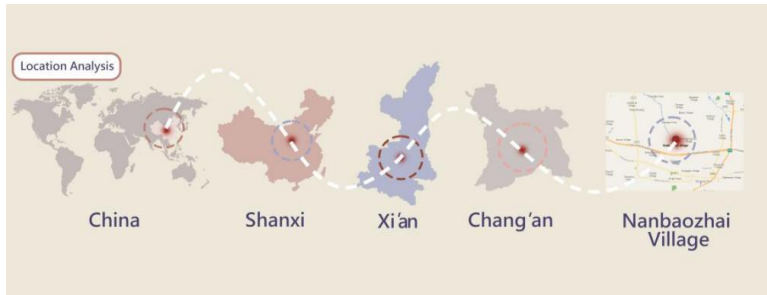 Location Analysis
China
Shanxi
Xi'an
Chang'an
Nanbaozhai
Village